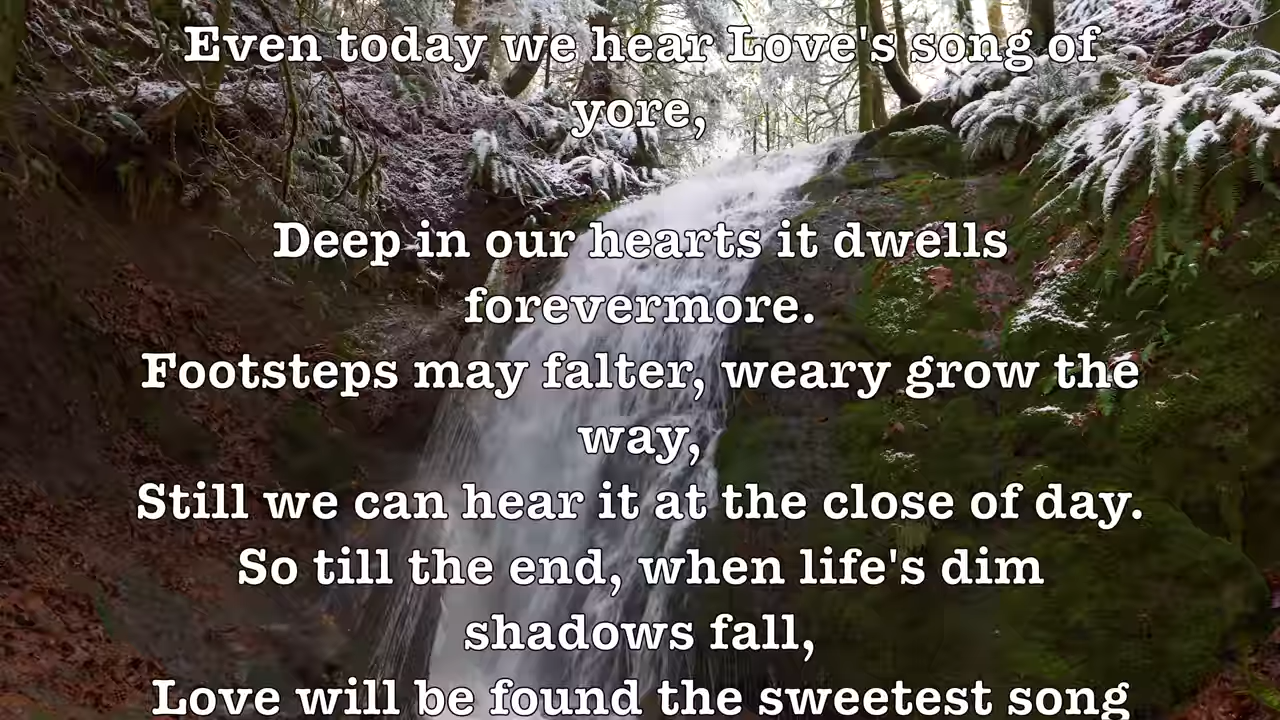 Even today we hear Love's song of
yore,
Deep in our hearts it dwells
forevermore.
Footsteps may falter, weary grow the
way,
Still we can hear it at the close of day.
So till the end, when life's dim
shadows fall,
Love will be found the sweetest song